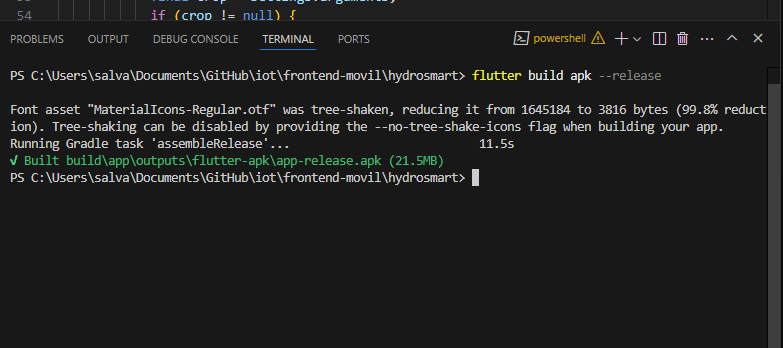 54 if (crop != null) {
PROBLEMS OUTPUT DEBUG CONSOLE TERMINAL PORTS powershell
PS C:\Users\salva\Documents\GitHub\iot\frontend-movil\hydrosmart> flutter build apk --release
Font asset "MaterialIcons-Regular.otf" was tree-shaken, reducing it from 1645184 to 3816 bytes (99.8% reduct
ion). Tree-shaking can be disabled by providing the --no-tree-shake-icons flag when building your app.
Running Gradle task 'assembleRelease'... 11.5s
√ Built build\app\outputs\flutter-apk\app-release.apk (21.5MB)
PS C:\Users\salva\Documents\GitHub\iot\frontend-movil\hydrosmart>